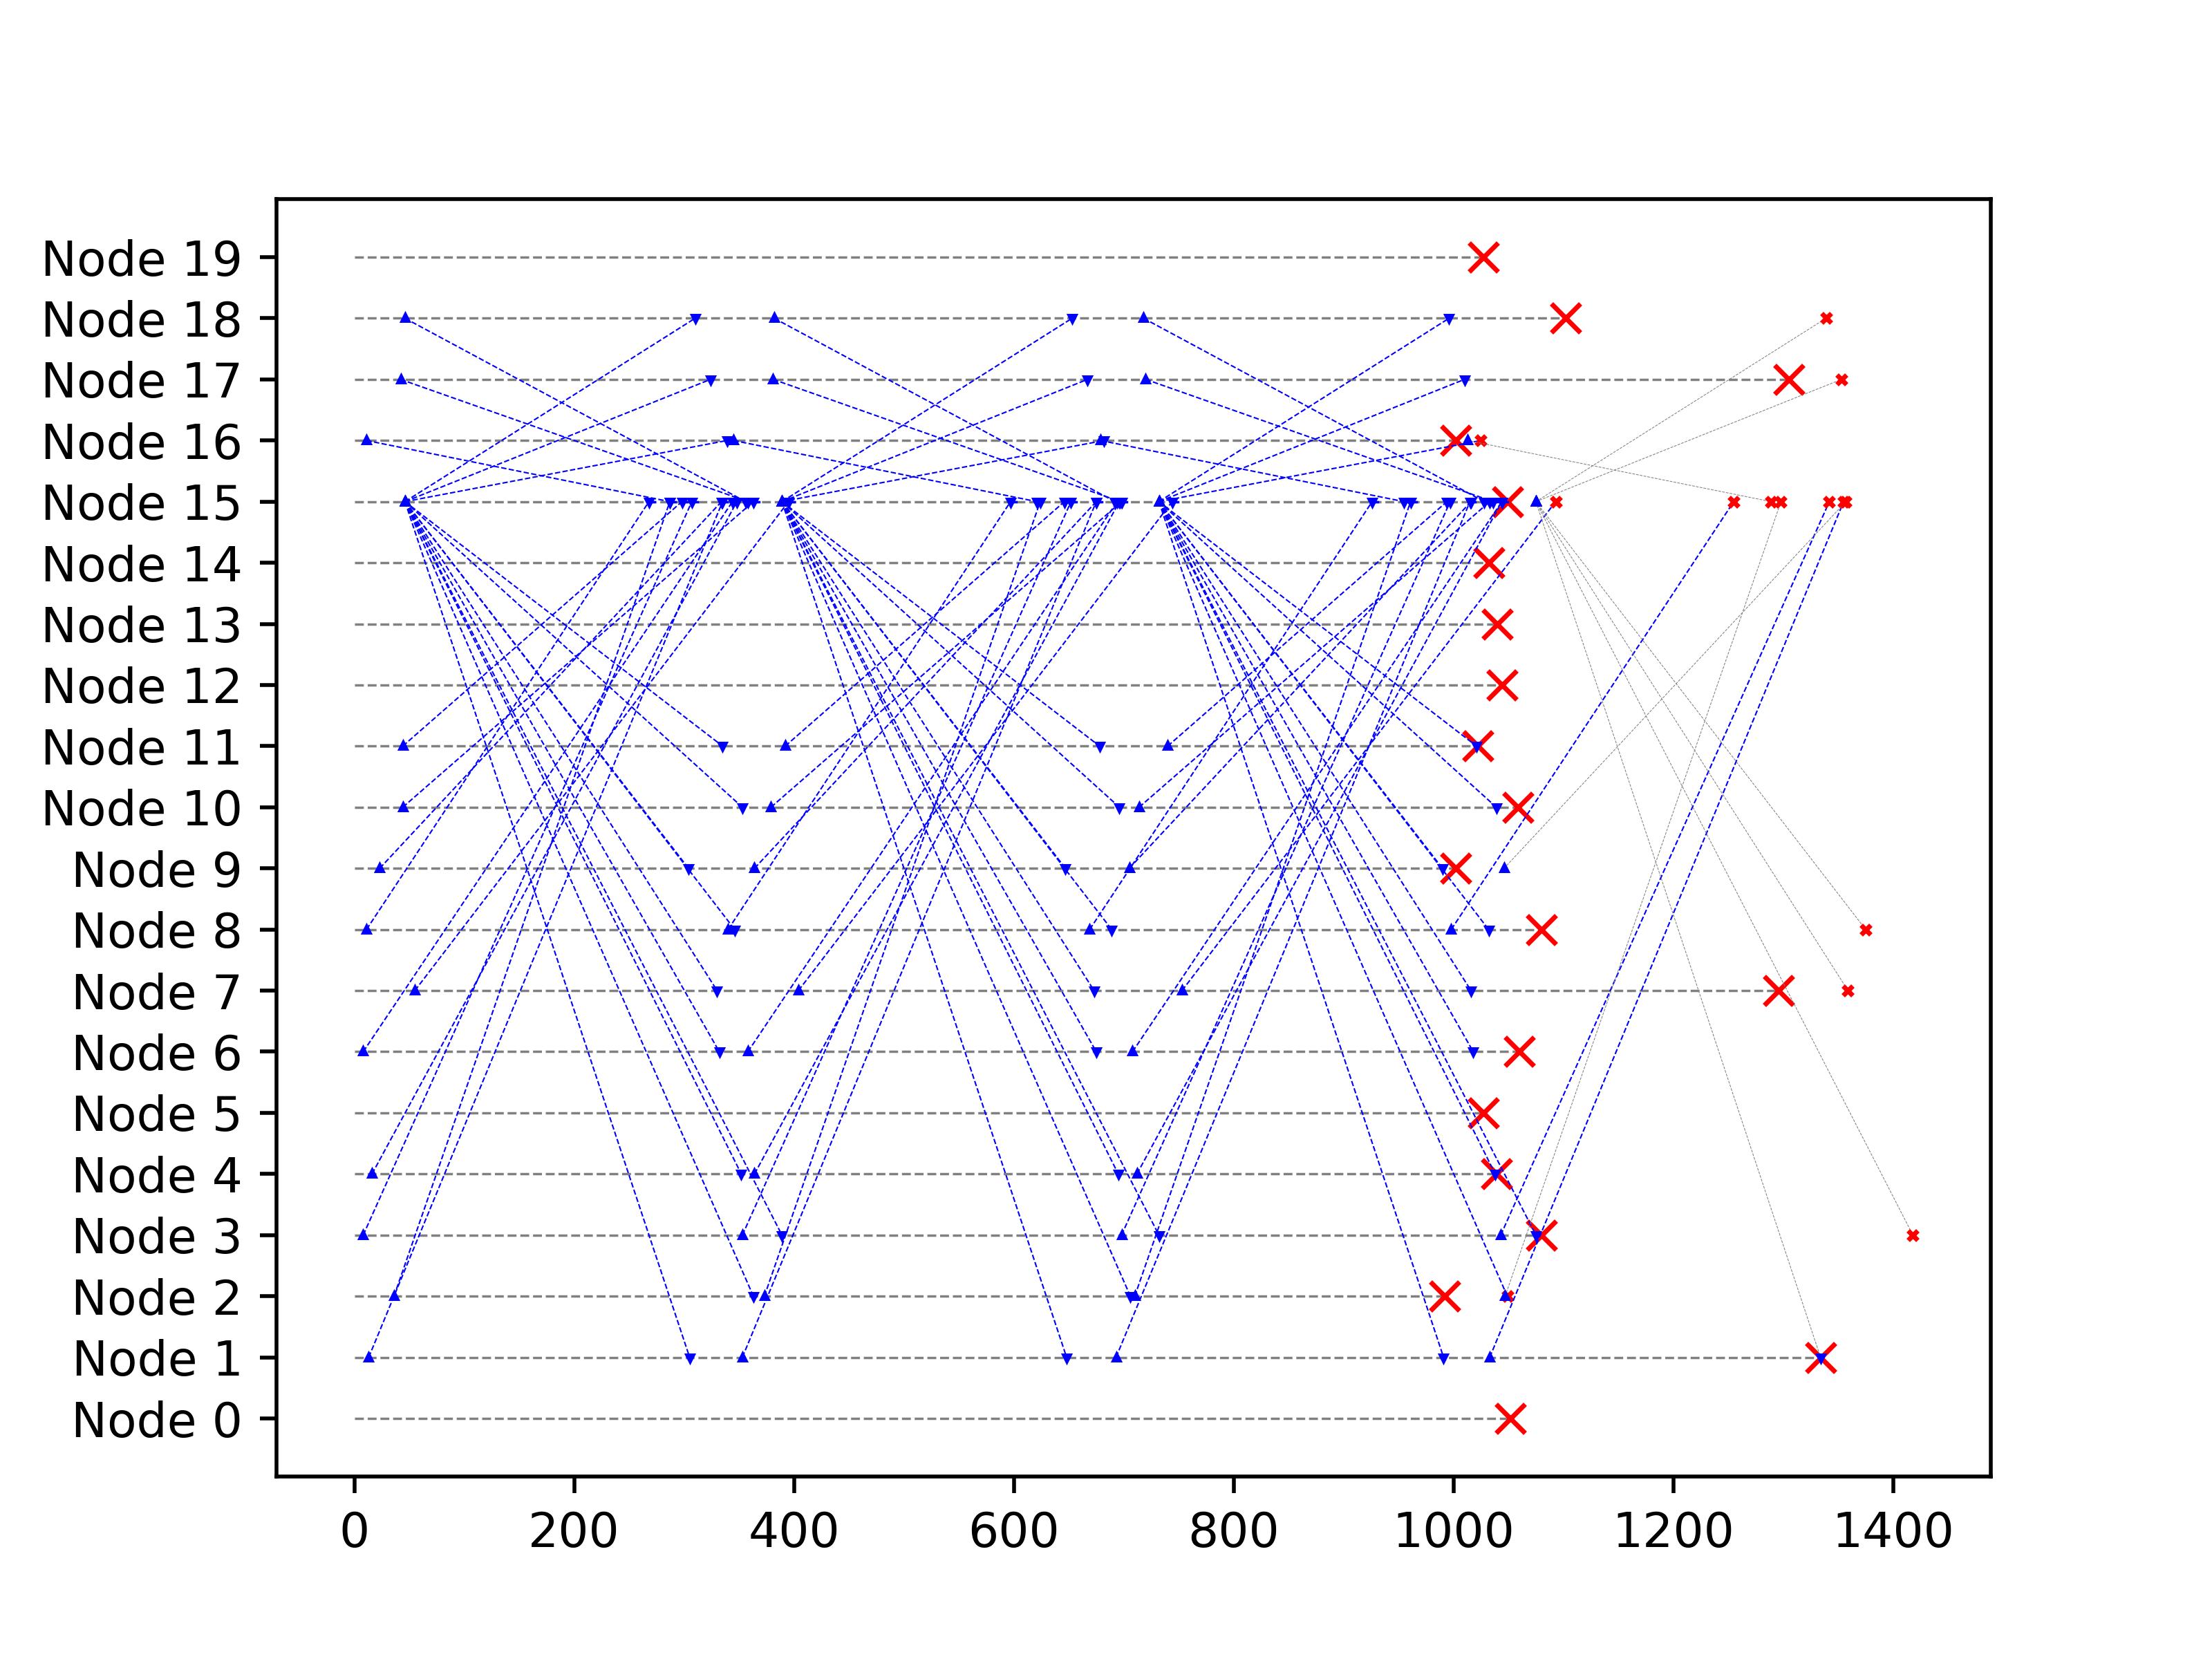 Node 19
Node 18
Node 17
Node 16
Node 15
Node 14
Node 13
Node 12
Node 11
Node 10
Node 9
Node 8
Node 7
Node 6
Node 5
Node 4
Node 3
Node 2
Node 1
Node 0
0 200 400 600 800 1000 1200 1400